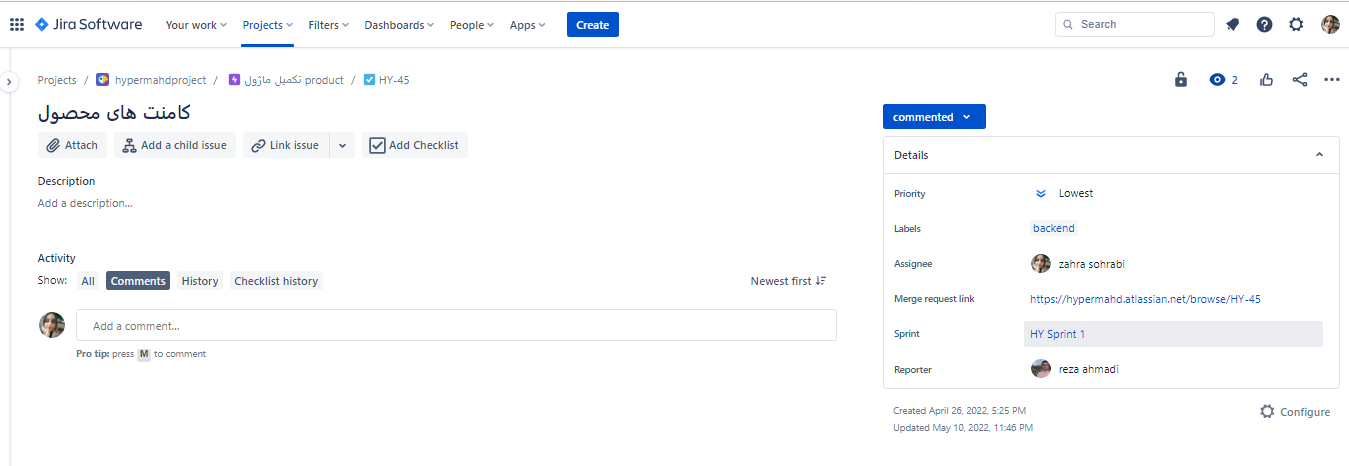 Jira Software Your work Projects Filters Dashboards People Apps Create Search
Projects / hypermahdproject / تکمیل ماژول product / HY-45
2
کامنت های محصول
Attach Add a child issue Link issue Add Checklist
Description
Add a description...
Activity
Show: All Comments History Checklist history Newest first
Add a comment...
Pro tip: press M to comment
commented
Details
Priority Lowest
Labels backend
Assignee zahra sohrabi
Merge request link https://hypermahd.atlassian.net/browse/HY-45
Sprint HY Sprint 1
Reporter reza ahmadi
Created April 26, 2022, 5:25 PM
Updated May 10, 2022, 11:46 PM
Configure